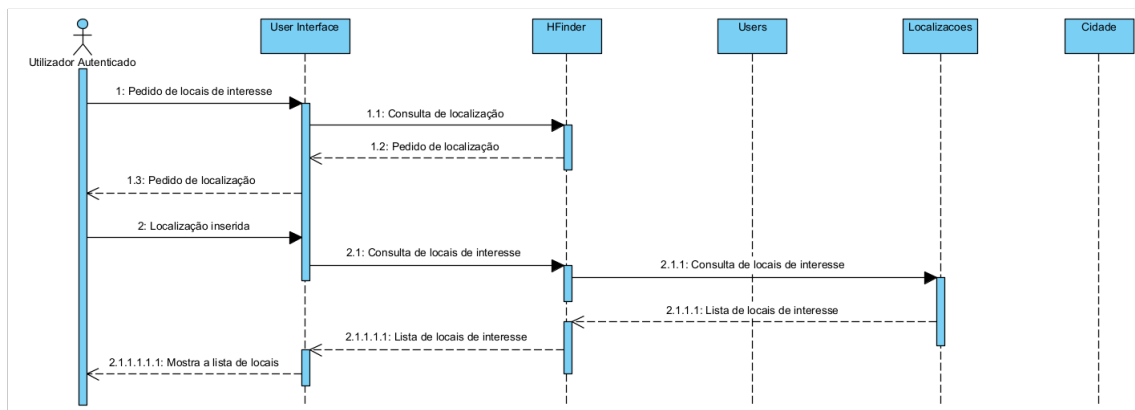 User Interface
HFinder
Users
Localizacoes
Cidade
Utilizador Autenticado
1: Pedido de locais de interesse
1.1: Consulta de localização
1.2: Pedido de localização
1.3: Pedido de localização
2: Localização inserida
2.1: Consulta de locais de interesse
2.1.1: Consulta de locais de interesse
2.1.1.1: Lista de locais de interesse
2.1.1.1.1: Lista de locais de interesse
2.1.1.1.1.1: Mostra a lista de locais